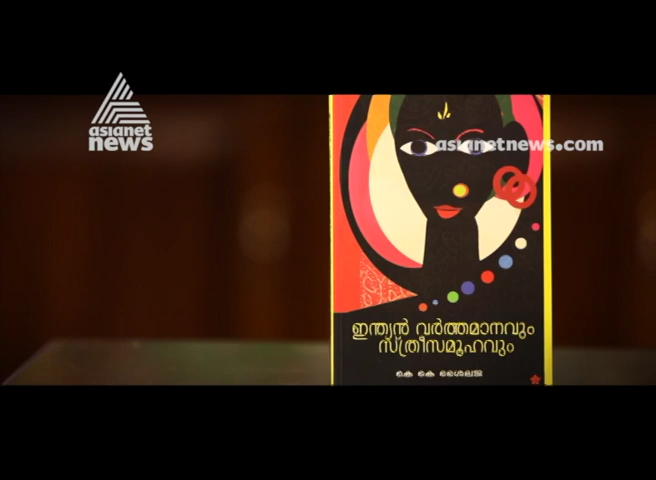 asianet
news
asianetnews.com
ഇന്ത്യൻ വർത്തമാനവും
സ്ത്രീസമൂഹവും
കെ കെ ശൈലജ